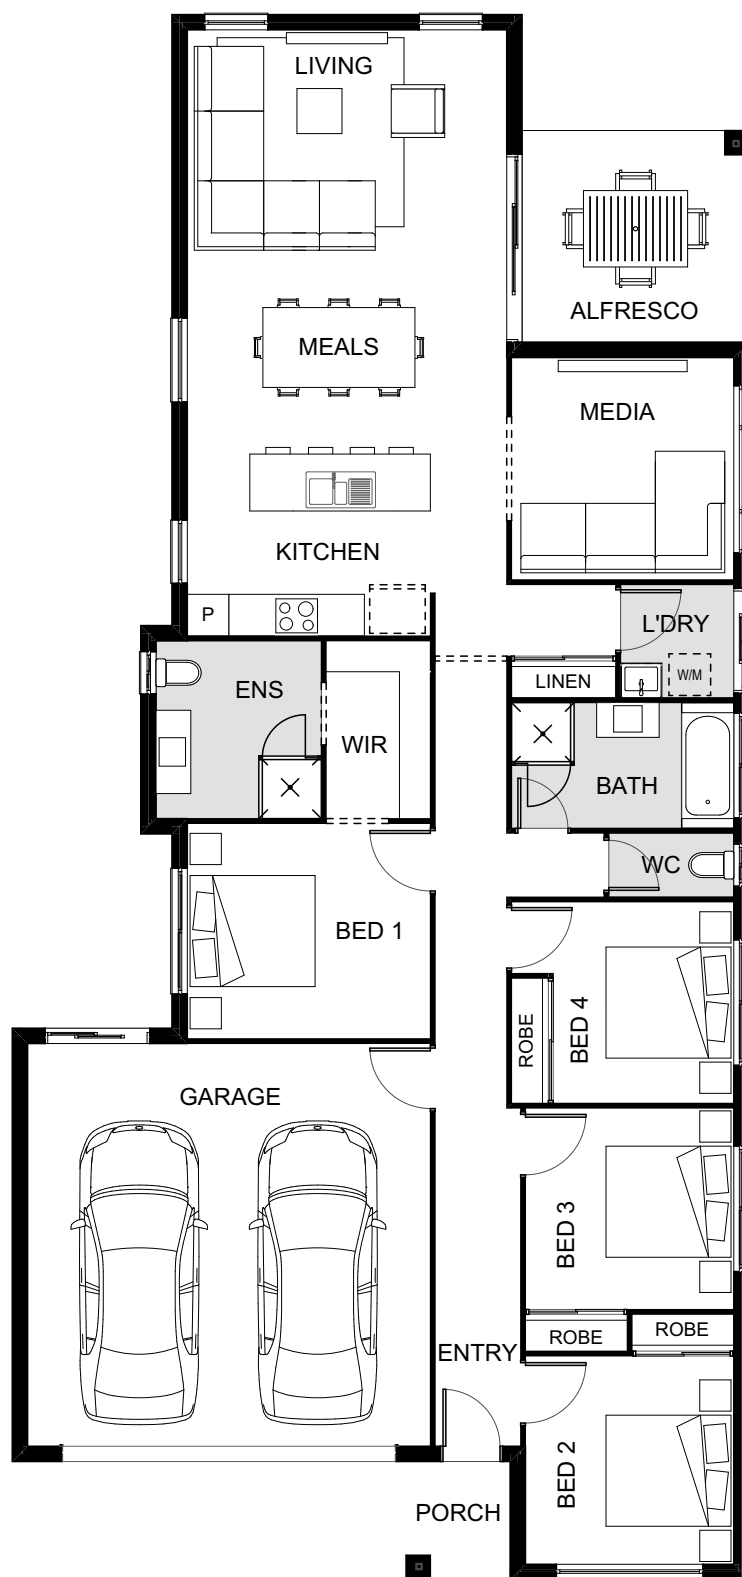 LIVING
ALFRESCO
MEALS
MEDIA
KITCHEN
P
L'DRY
W/M
LINEN
ENS
WIR
BATH
WC
BED 1
BED 4
ROBE
GARAGE
BED 3
ROBE
ROBE
ENTRY
BED 2
PORCH